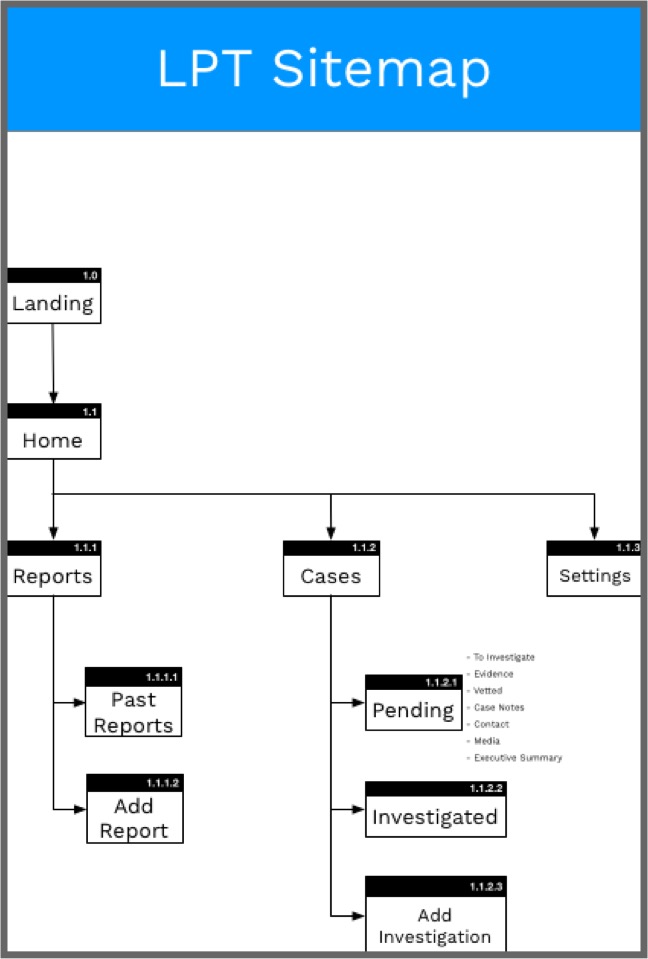 LPT Sitemap
1.0
Landing
1.1
Home
1.1.1
Reports
1.1.2
Cases
1.1.3
Settings
1.1.1.1
Past
Reports
1.1.1.2
Add
Report
1.1.2.1
Pending
- To Investigate
- Evidence
- Vetted
- Case Notes
- Contact
- Media
- Executive Summary
1.1.2.2
Investigated
1.1.2.3
Add
Investigation